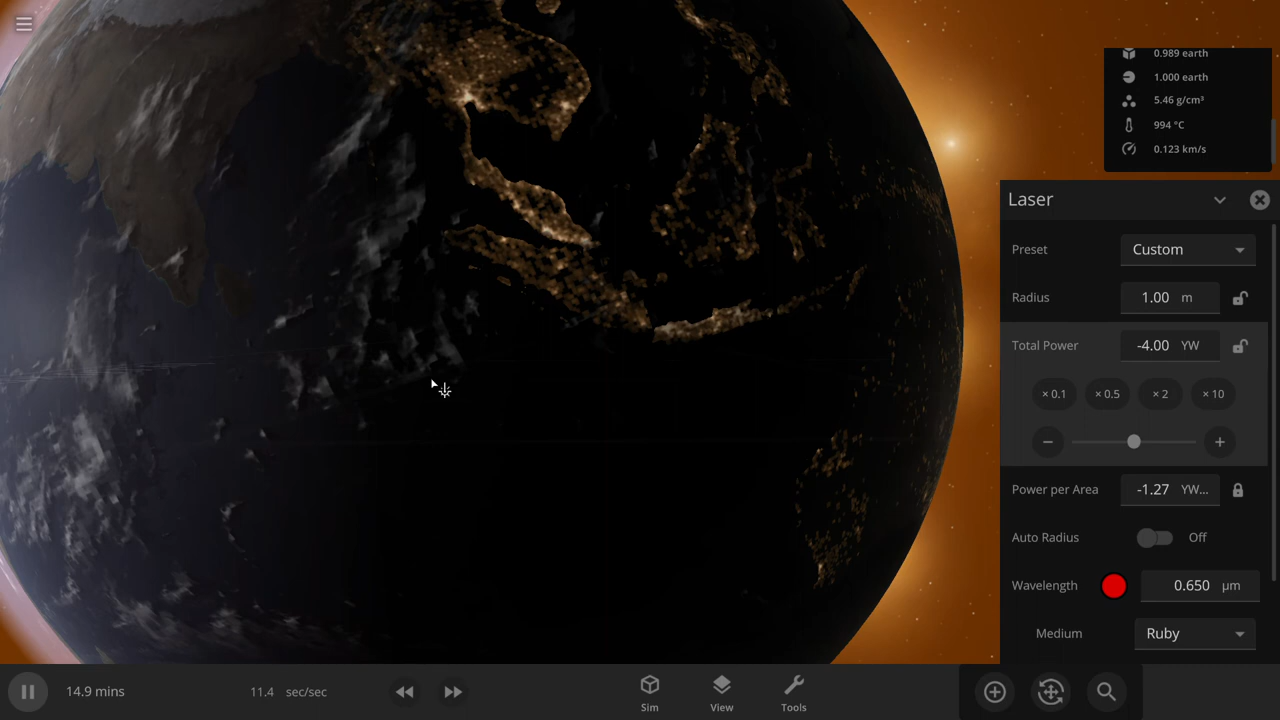 0.989 earth
1.000 earth
5.46 g/cm³
994 °C
0.123 km/s
Laser
Preset Custom
Radius 1.00 m
Total Power -4.00 YW
× 0.1 × 0.5 × 2 × 10
Power per Area -1.27 YW...
Auto Radius Off
Wavelength 0.650 μm
Medium Ruby
14.9 mins 11.4 sec/sec
Sim View Tools